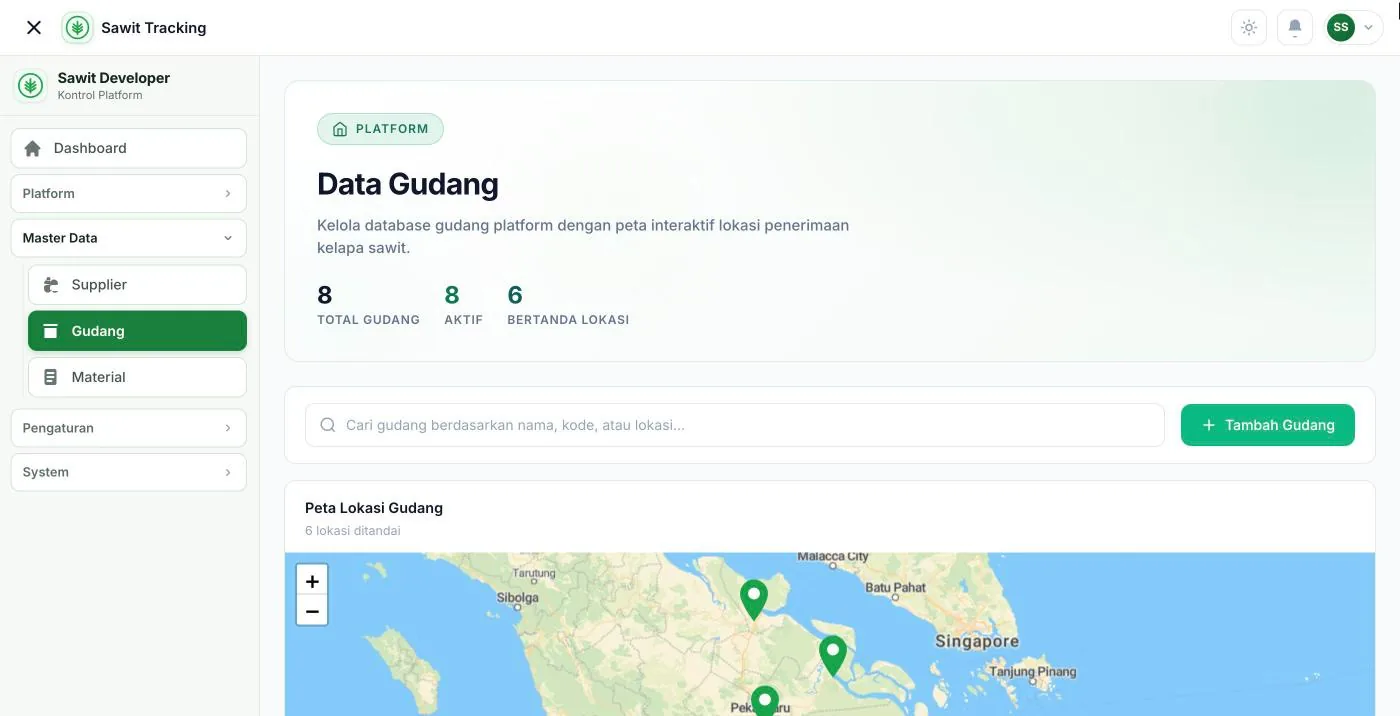 Sawit Tracking
SS
Sawit Developer
Kontrol Platform
Dashboard
Platform
Master Data
Supplier
Gudang
Material
Pengaturan
System
PLATFORM
Data Gudang
Kelola database gudang platform dengan peta interaktif lokasi penerimaan
kelapa sawit.
8
TOTAL GUDANG
8
AKTIF
6
BERTANDA LOKASI
Cari gudang berdasarkan nama, kode, atau lokasi...
+ Tambah Gudang
Peta Lokasi Gudang
6 lokasi ditandai
+
−
Malacca City
Tarutung
Batu Pahat
Sibolga
Singapore
Tanjung Pinang